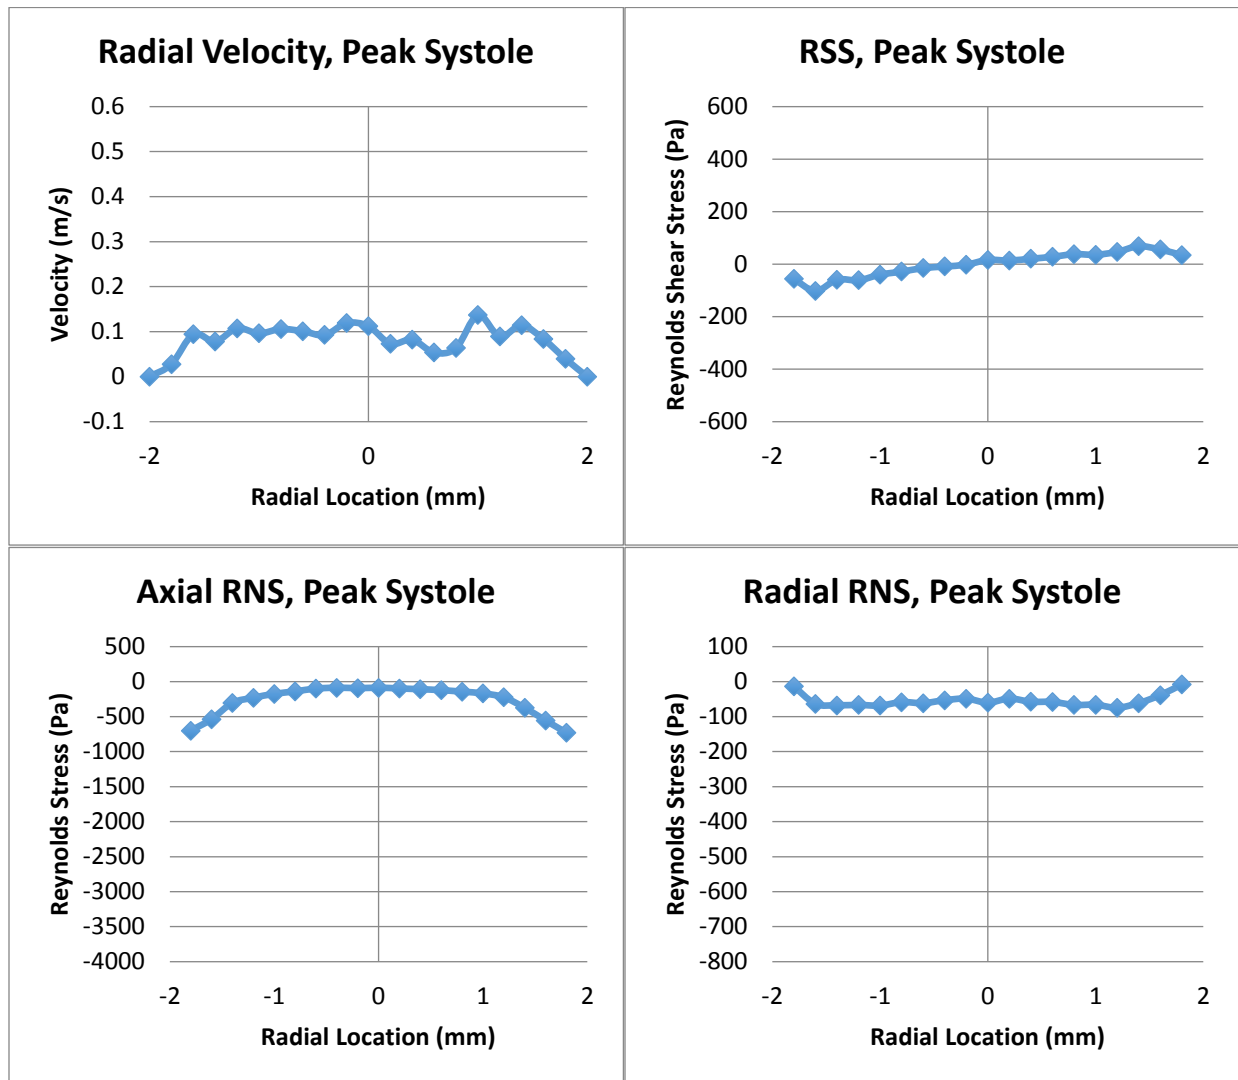 Radial Velocity, Peak Systole
Velocity (m/s)
0.6
0.5
0.4
0.3
0.2
0.1
0
-0.1
-2 0 2
Radial Location (mm)
RSS, Peak Systole
Reynolds Shear Stress (Pa)
600
400
200
0
-200
-400
-600
-2 -1 0 1 2
Radial Location (mm)
Axial RNS, Peak Systole
Reynolds Stress (Pa)
500
0
-500
-1000
-1500
-2000
-2500
-3000
-3500
-4000
-2 -1 0 1 2
Radial Location (mm)
Radial RNS, Peak Systole
Reynolds Stress (Pa)
100
0
-100
-200
-300
-400
-500
-600
-700
-800
-2 -1 0 1 2
Radial Location (mm)